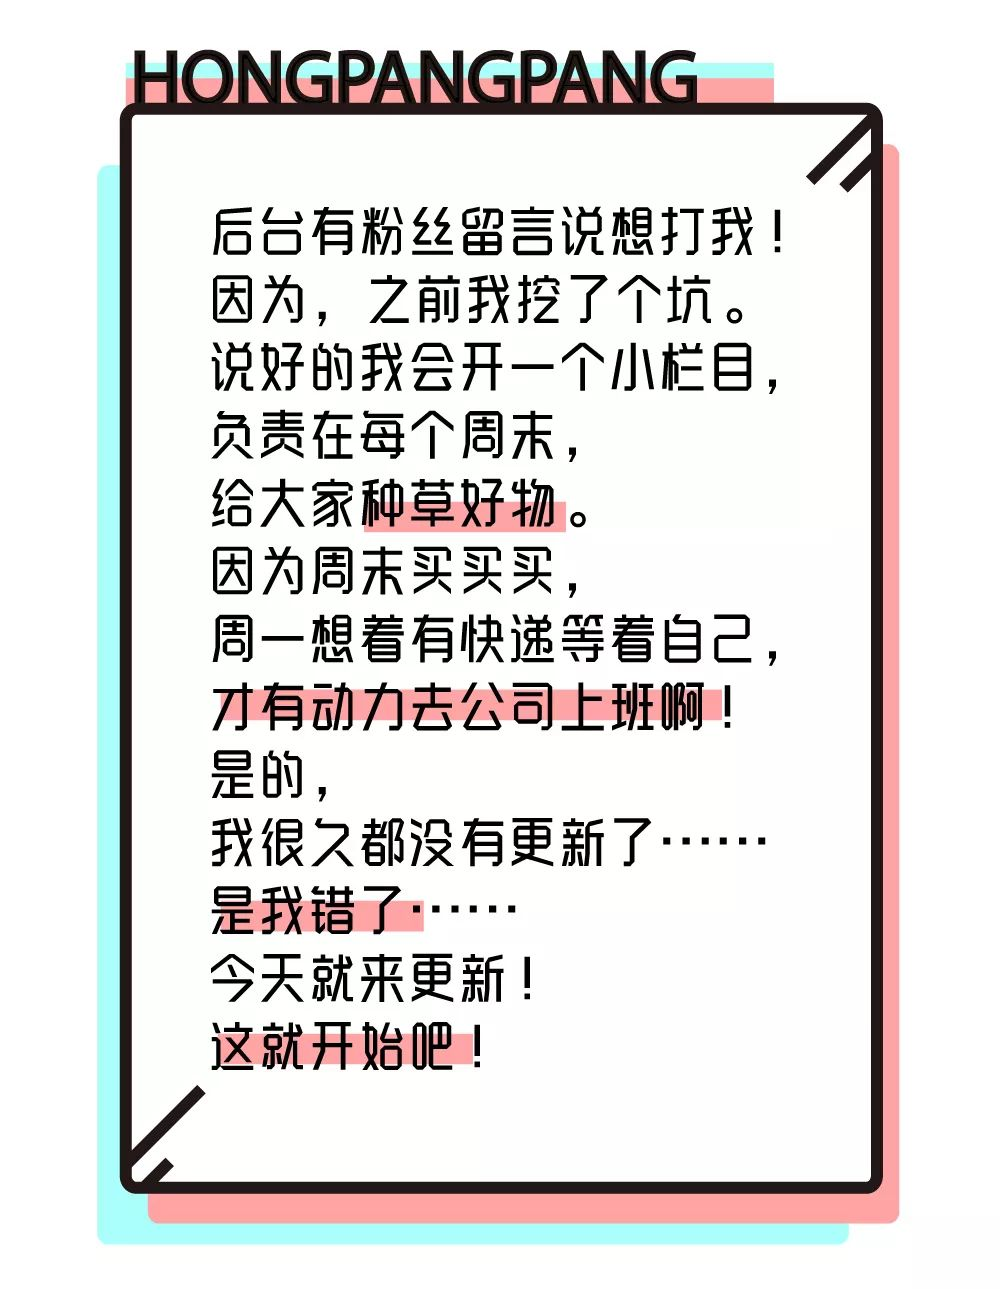 HONGPANGPANG
后台有粉丝留言说想打我！
因为，之前我挖了个坑。
说好的我会开一个小栏目，
负责在每个周末，
给大家种草好物。
因为周末买买买，
周一想着有快递等着自己，
才有动力去公司上班啊！
是的，
我很久都没有更新了……
是我错了……
今天就来更新！
这就开始吧！